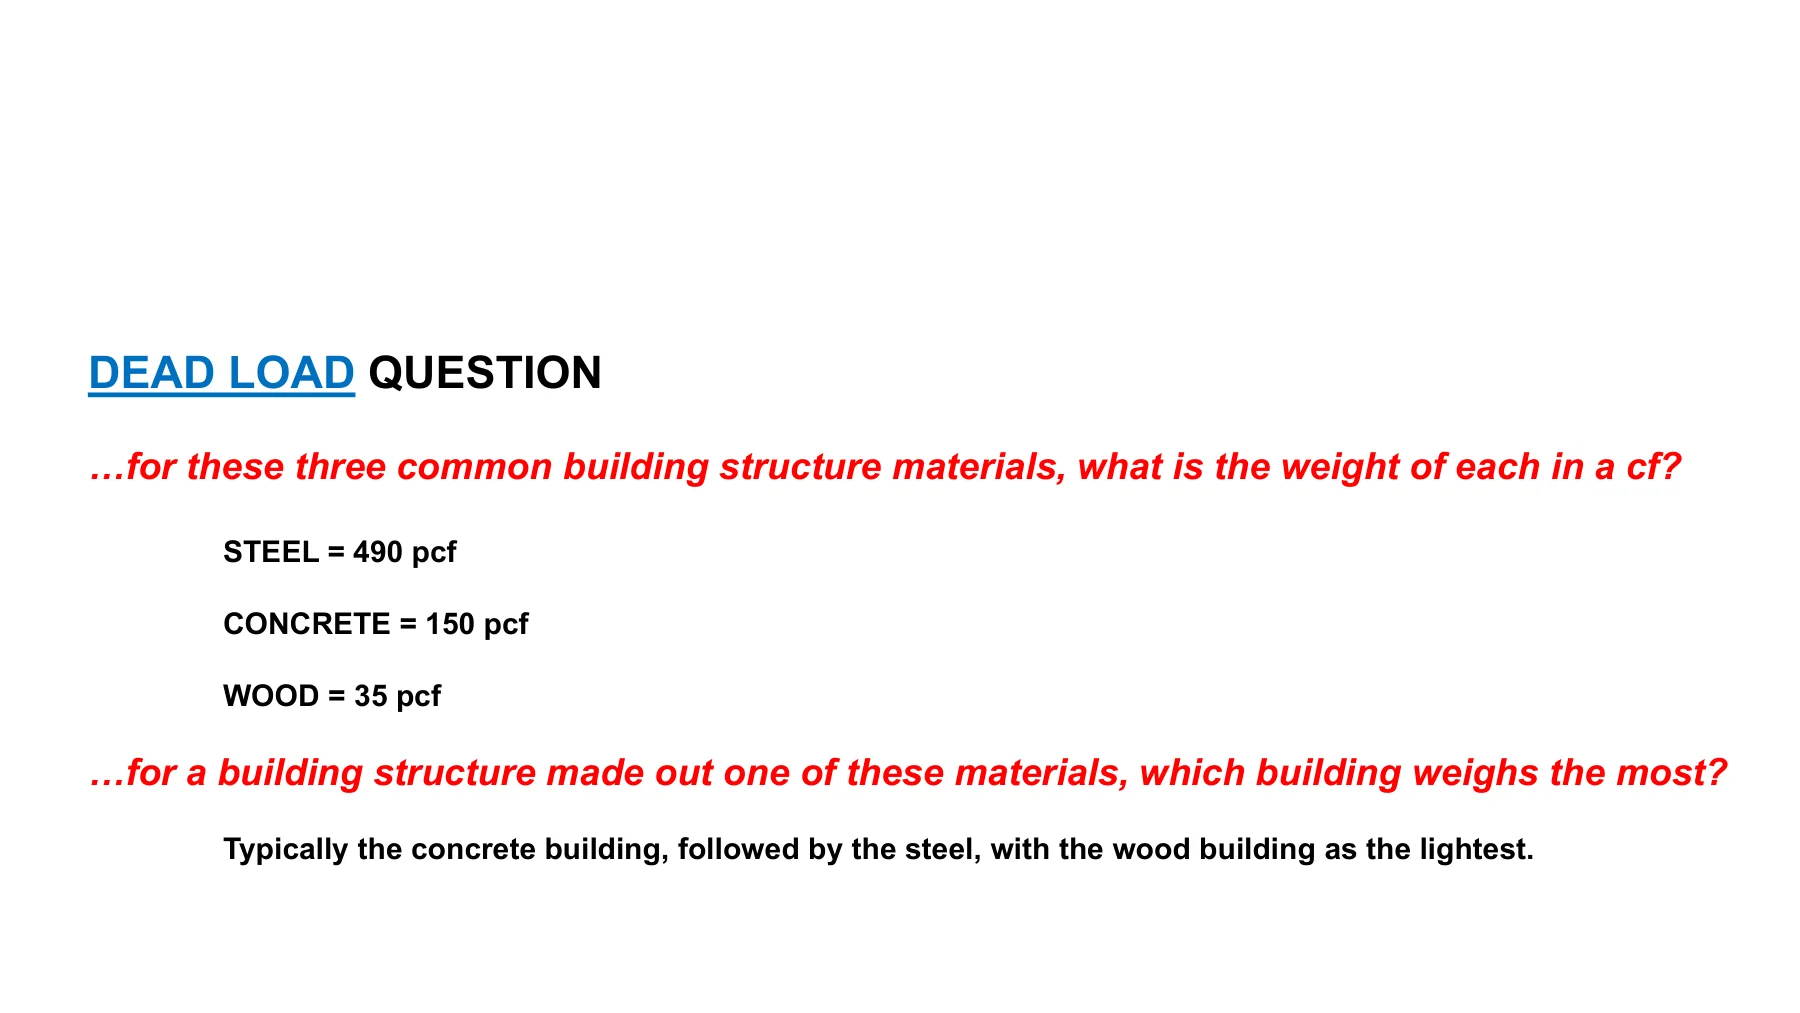 DEAD LOAD QUESTION
…for these three common building structure materials, what is the weight of each in a cf?
STEEL = 490 pcf
CONCRETE = 150 pcf
WOOD = 35 pcf
…for a building structure made out one of these materials, which building weighs the most?
Typically the concrete building, followed by the steel, with the wood building as the lightest.